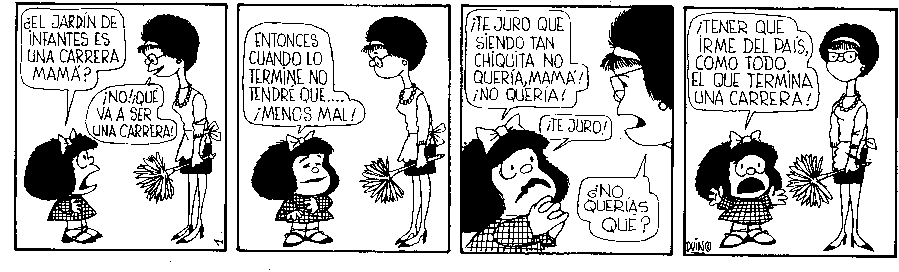 ¿EL JARDÍN DE
INFANTES ES
UNA CARRERA
MAMÁ?
¡NO! ¡QUÉ
VA A SER
UNA CARRERA!
ENTONCES
CUANDO LO
TERMINE NO
TENDRÉ QUE....
¡MENOS MAL!
¡TE JURO QUE
SIENDO TAN
CHIQUITA NO
QUERÍA, MAMÁ!
¡NO QUERÍA!
¡TE JURO!
¿NO
QUERÍAS
QUÉ?
¡TENER QUE
IRME DEL PAÍS,
COMO TODO
EL QUE TERMINA
UNA CARRERA!
QUINO